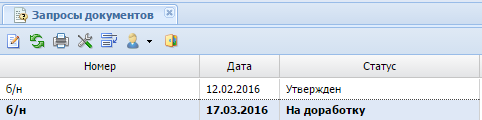 Запросы документов
Номер Дата Статус
б/н 12.02.2016 Утвержден
б/н 17.03.2016 На доработку